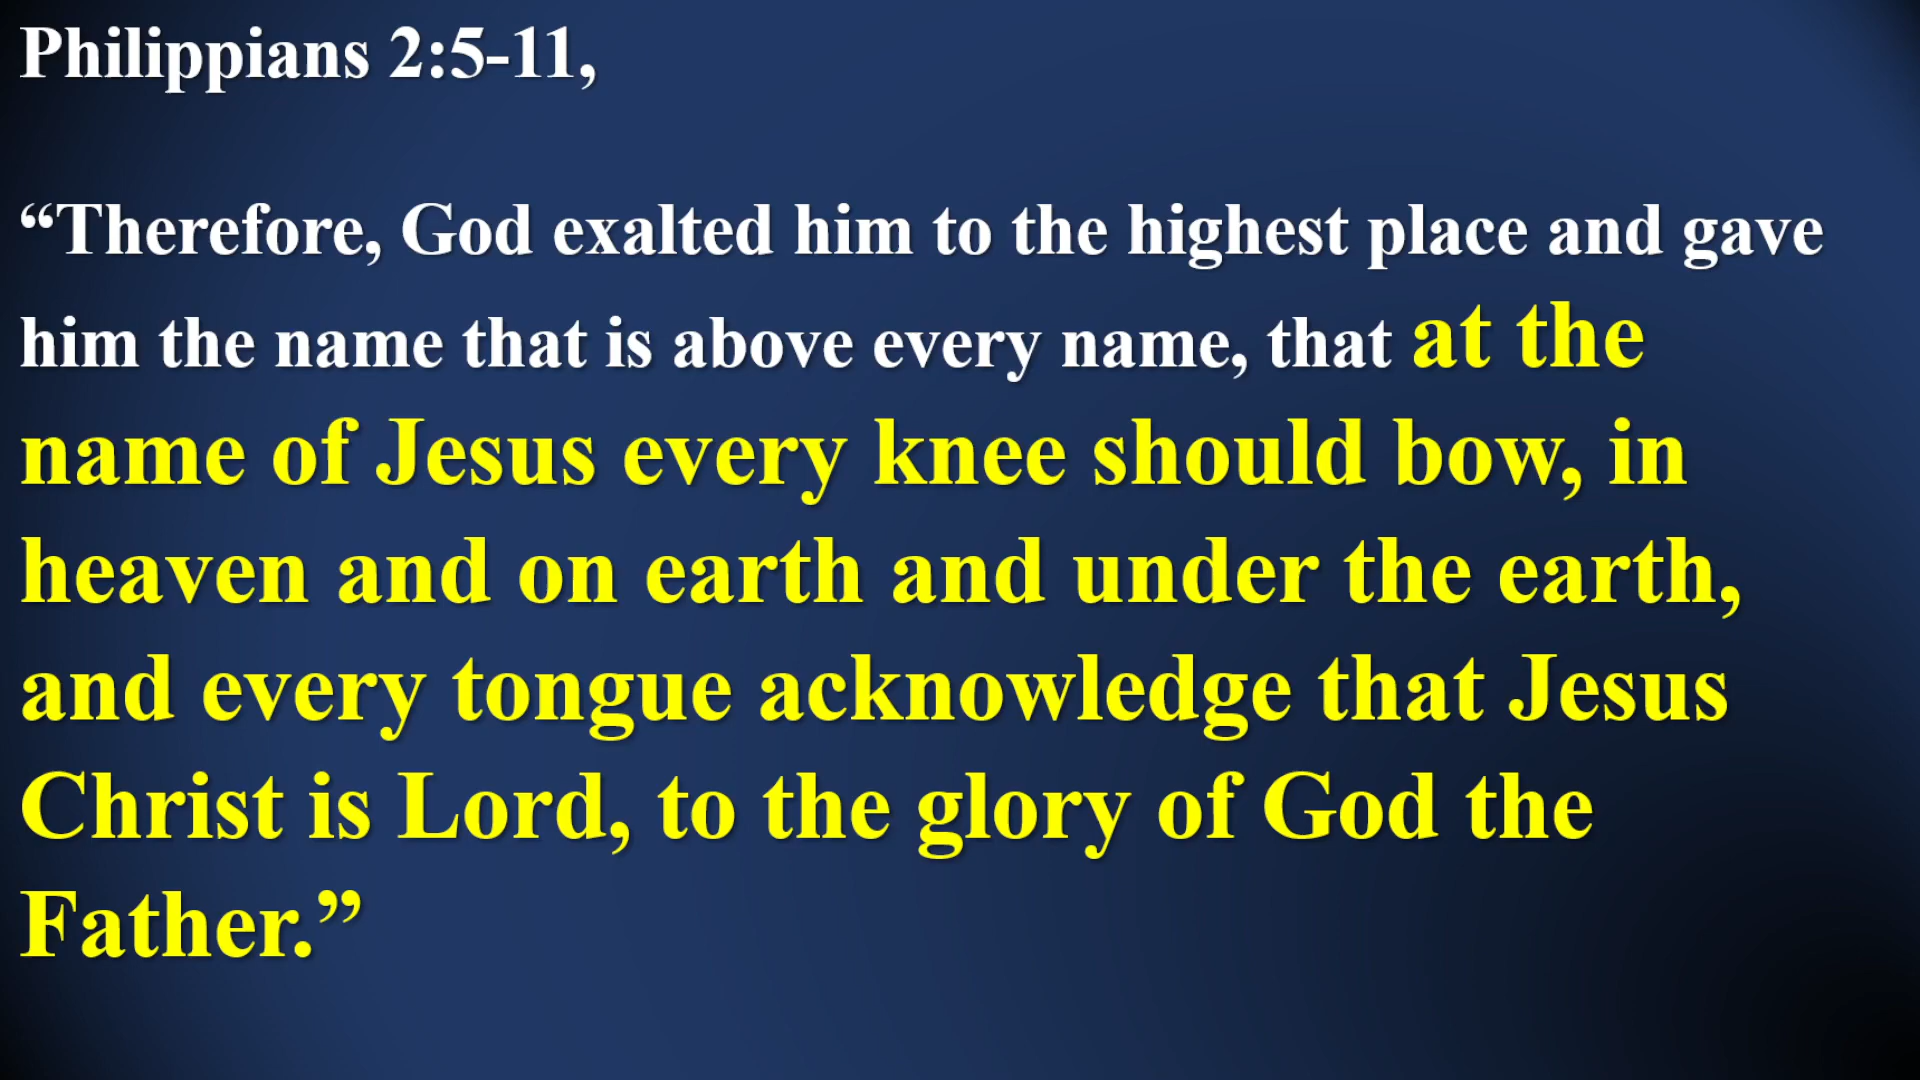 Philippians 2:5-11,
“Therefore, God exalted him to the highest place and gave
him the name that is above every name, that at the
name of Jesus every knee should bow, in
heaven and on earth and under the earth,
and every tongue acknowledge that Jesus
Christ is Lord, to the glory of God the
Father.”